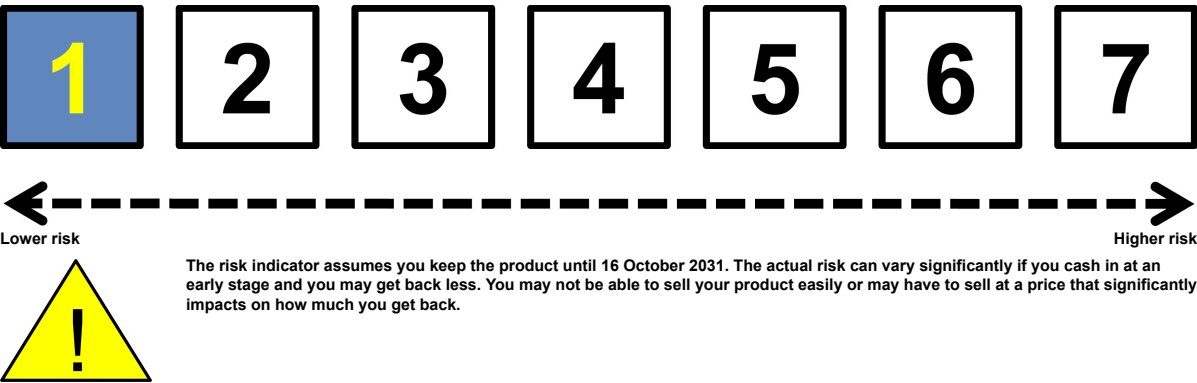 1 2 3 4 5 6 7
Lower risk Higher risk
The risk indicator assumes you keep the product until 16 October 2031. The actual risk can vary significantly if you cash in at an
early stage and you may get back less. You may not be able to sell your product easily or may have to sell at a price that significantly
impacts on how much you get back.
!